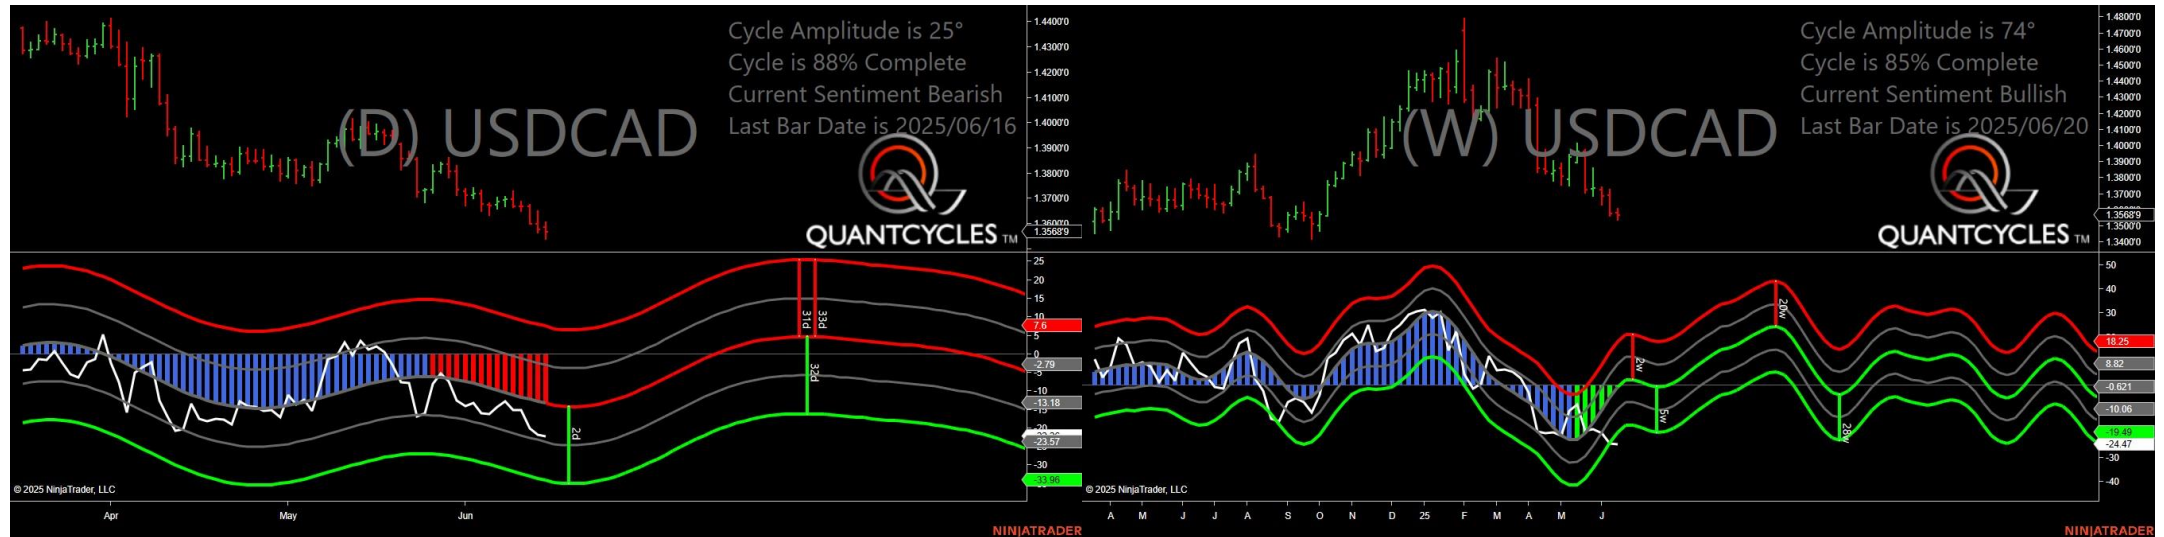 Cycle Amplitude is 25°
Cycle is 88% Complete
Current Sentiment Bearish
Last Bar Date is 2025/06/16
(D) USDCAD
QUANTCYCLES TM
1.4400'0
1.4300'0
1.4200'0
1.4100'0
1.4000'0
1.3900'0
1.3800'0
1.3700'0
1.3568'9
25
20
15
10
7.6
5
0
-2.79
-5
-10
-13.18
-23.57
-30
-33.96
31d
33d
32d
2d
© 2025 NinjaTrader, LLC
Apr
May
Jun
NINJATRADER
Cycle Amplitude is 74°
Cycle is 85% Complete
Current Sentiment Bullish
Last Bar Date is 2025/06/20
(W) USDCAD
QUANTCYCLES TM
1.4800'0
1.4700'0
1.4600'0
1.4500'0
1.4400'0
1.4300'0
1.4200'0
1.4100'0
1.4000'0
1.3900'0
1.3800'0
1.3700'0
1.3568'9
1.3500'0
1.3400'0
50
40
30
18.25
8.82
-0.621
-10.06
-19.49
-24.47
-30
-40
20w
2w
5w
28w
© 2025 NinjaTrader, LLC
A M J J A S O N D 25 F M A M J
NINJATRADER